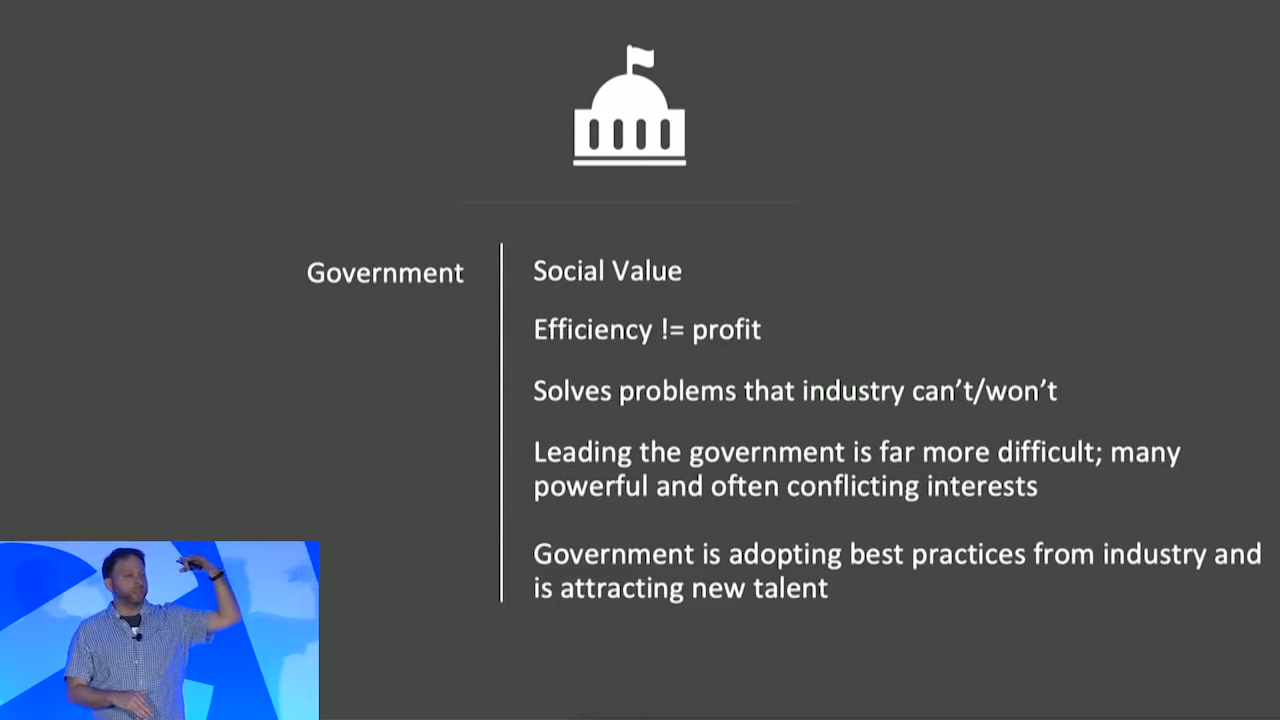 Government
Social Value
Efficiency != profit
Solves problems that industry can’t/won’t
Leading the government is far more difficult; many
powerful and often conflicting interests
Government is adopting best practices from industry and
is attracting new talent